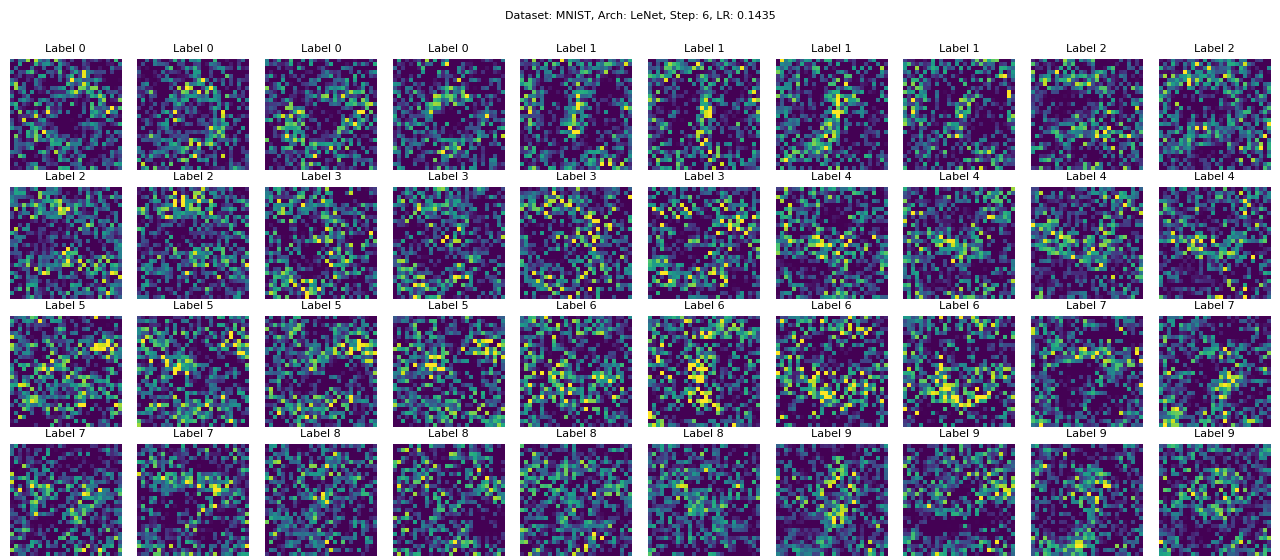 Dataset: MNIST, Arch: LeNet, Step: 6, LR: 0.1435
Label 0 Label 0 Label 0 Label 0 Label 1 Label 1 Label 1 Label 1 Label 2 Label 2
Label 2 Label 2 Label 3 Label 3 Label 3 Label 3 Label 4 Label 4 Label 4 Label 4
Label 5 Label 5 Label 5 Label 5 Label 6 Label 6 Label 6 Label 6 Label 7 Label 7
Label 7 Label 7 Label 8 Label 8 Label 8 Label 8 Label 9 Label 9 Label 9 Label 9